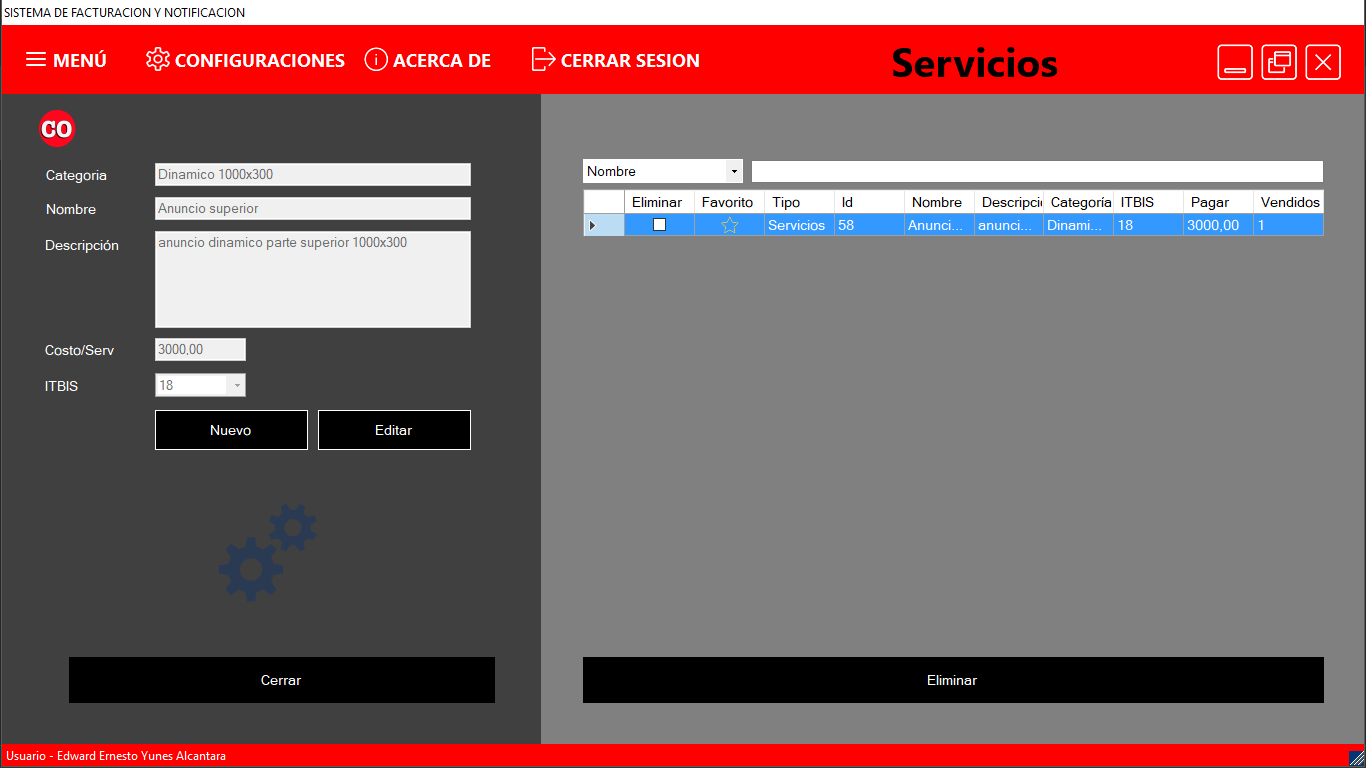 SISTEMA DE FACTURACION Y NOTIFICACION
MENÚ CONFIGURACIONES ACERCA DE CERRAR SESION Servicios
CO
Categoria Dinamico 1000x300
Nombre Anuncio superior
Descripción anuncio dinamico parte superior 1000x300
Costo/Serv 3000,00
ITBIS 18
Nuevo Editar
Cerrar
Nombre
Eliminar Favorito Tipo Id Nombre Descripci Categoría ITBIS Pagar Vendidos
Servicios 58 Anunci... anunci... Dinami... 18 3000,00 1
Eliminar
Usuario - Edward Ernesto Yunes Alcantara